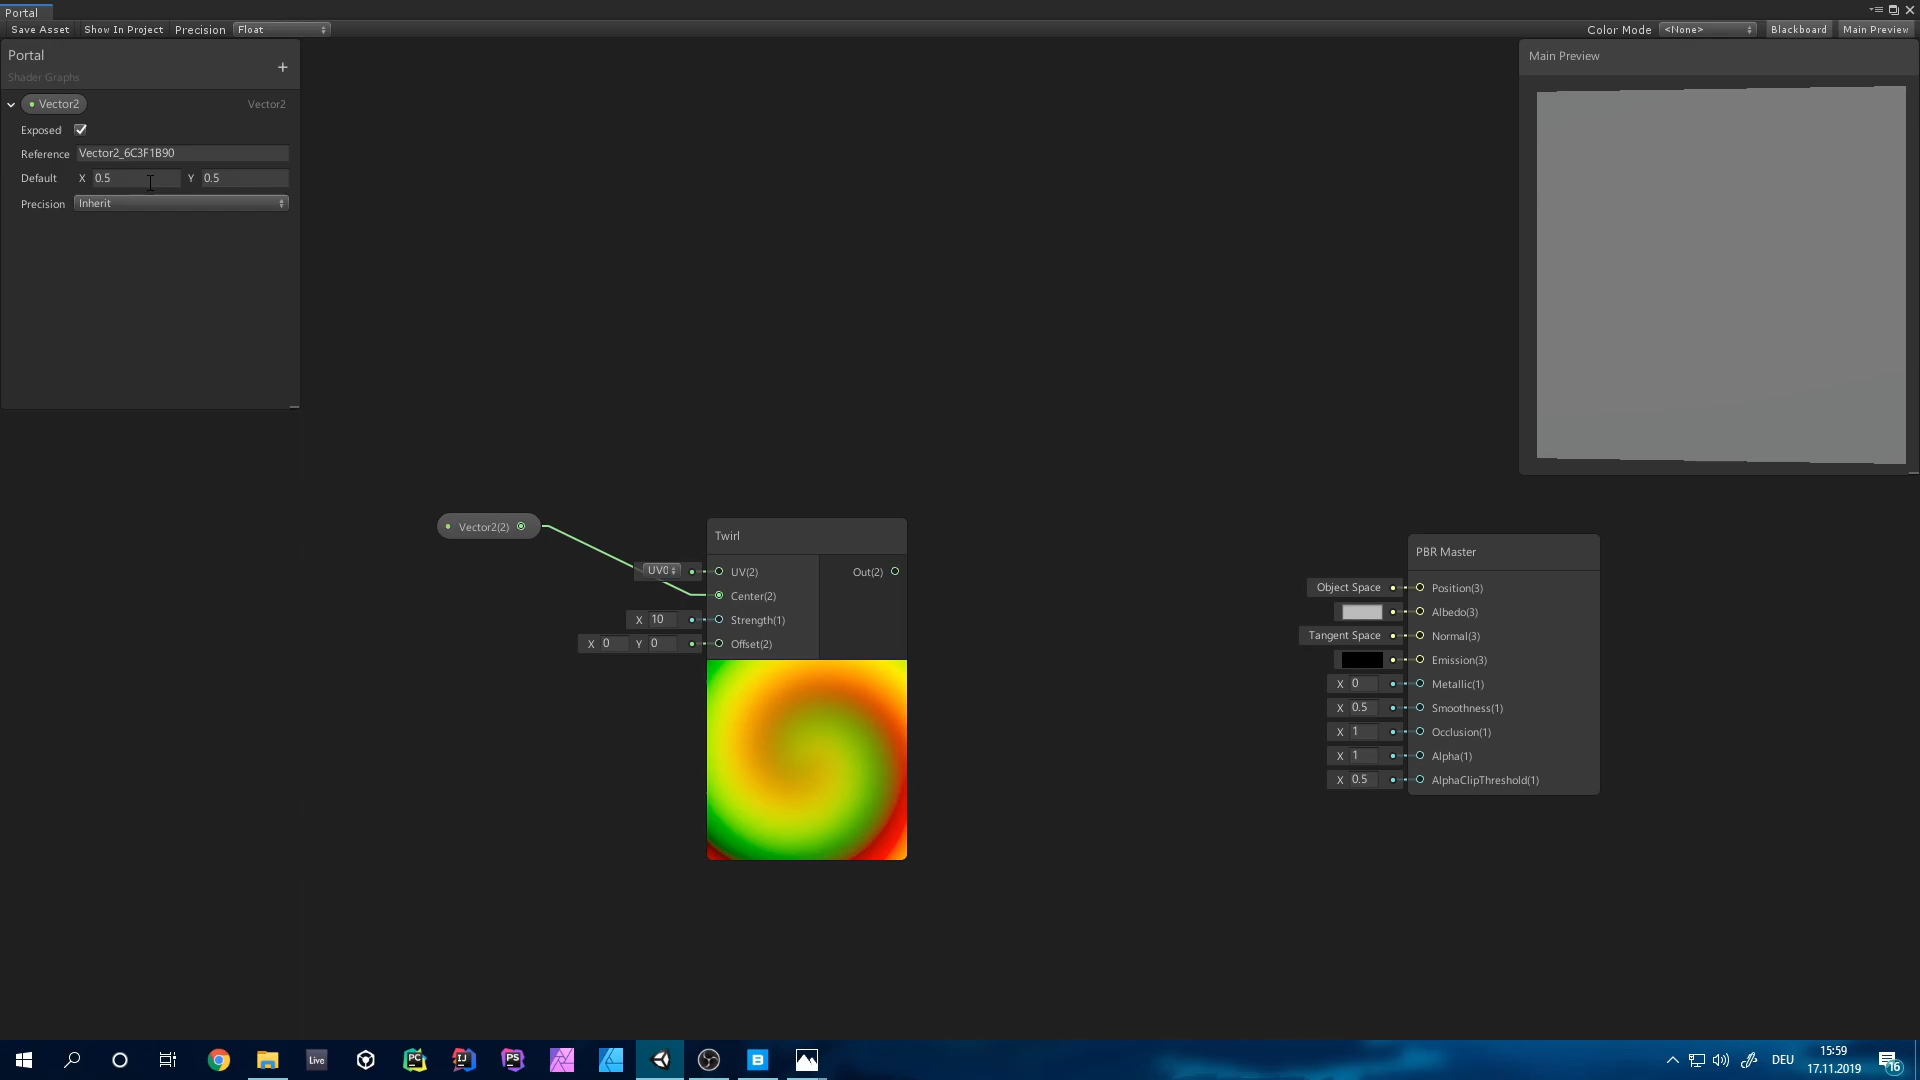 Portal
Save Asset Show In Project Precision Float Color Mode <None> Blackboard Main Preview
Portal
Shader Graphs
+
Vector2 Vector2
Exposed
Reference Vector2_6C3F1B90
Default X 0.5 Y 0.5
Precision Inherit
Main Preview
Vector2(2)
Twirl
UV0 UV(2) Out(2)
Center(2)
X 10 Strength(1)
X 0 Y 0 Offset(2)
PBR Master
Object Space Position(3)
Albedo(3)
Tangent Space Normal(3)
Emission(3)
X 0 Metallic(1)
X 0.5 Smoothness(1)
X 1 Occlusion(1)
X 1 Alpha(1)
X 0.5 AlphaClipThreshold(1)
Live PC IJ PS B DEU 15:59
17.11.2019 16